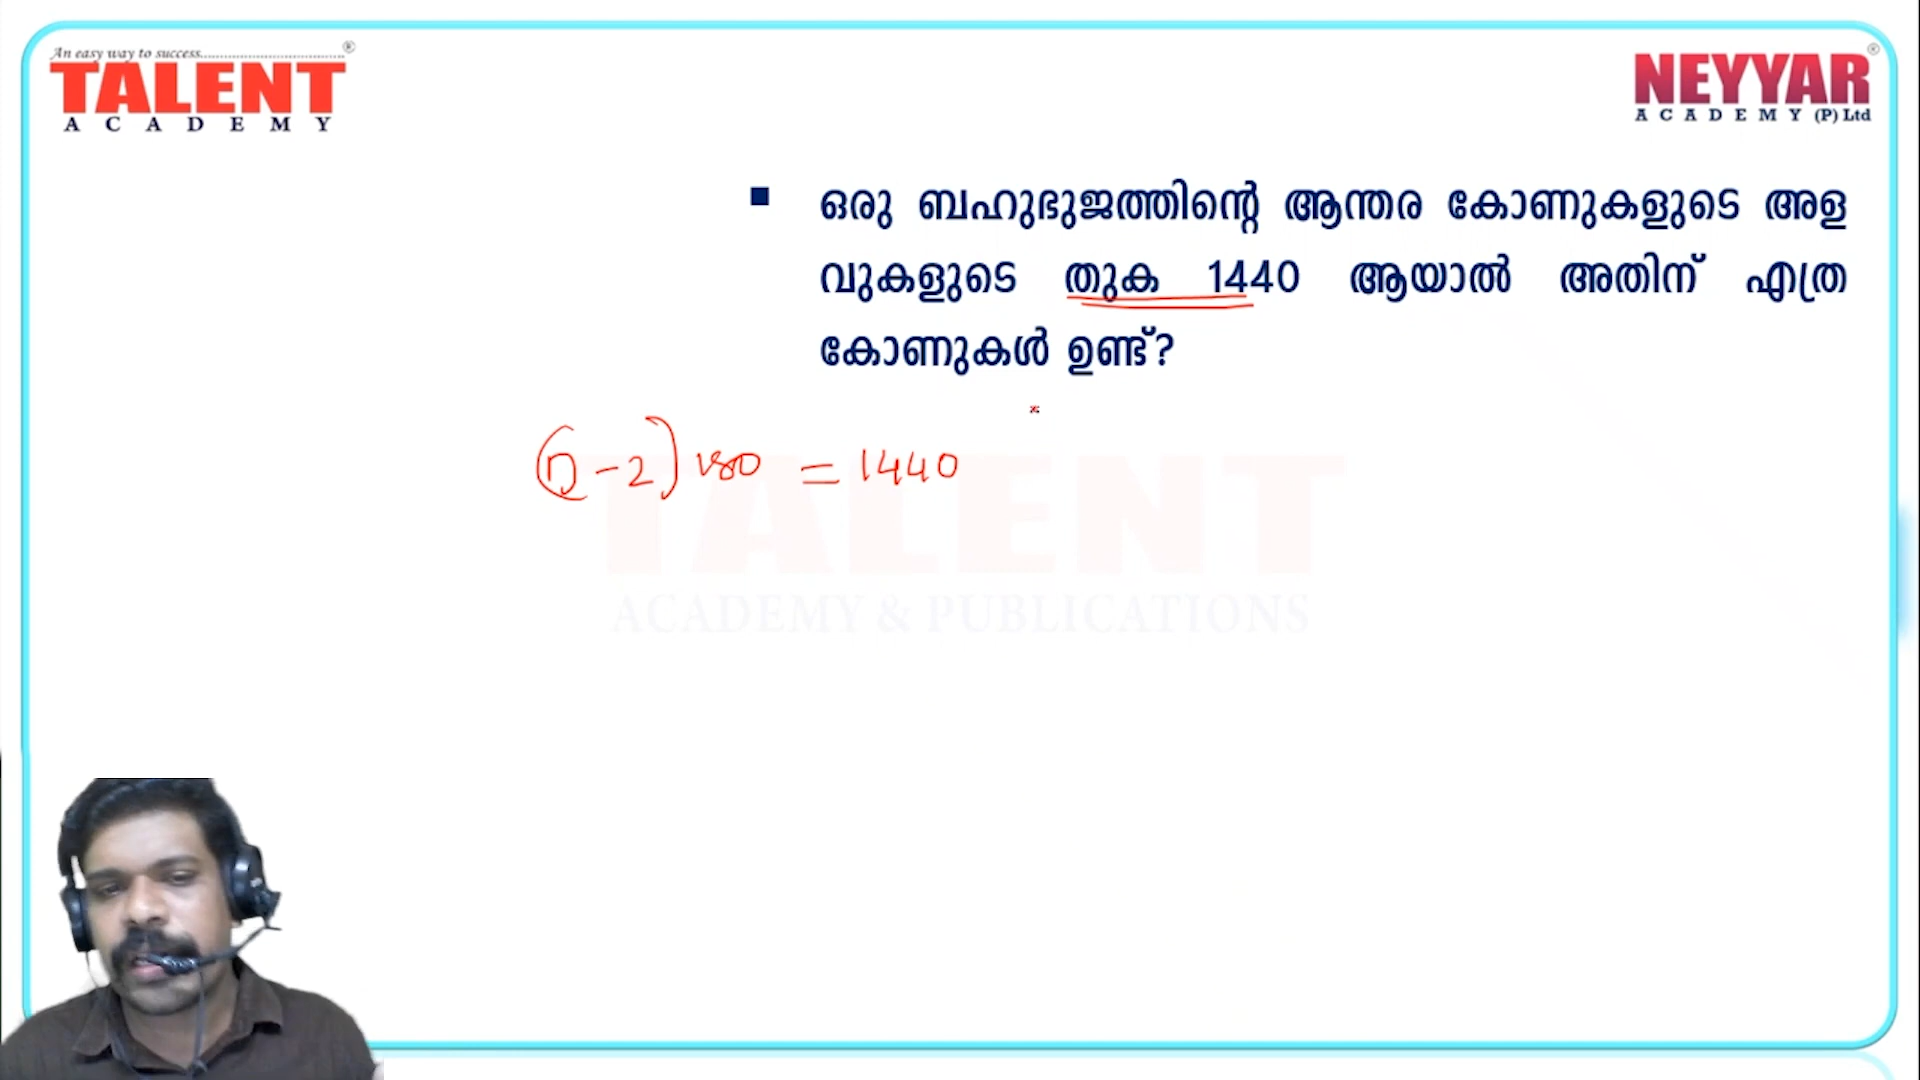 An easy way to success.................................... ®
TALENT
ACADEMY
NEYYAR ®
ACADEMY (P) Ltd
▪ ഒരു ബഹുഭുജത്തിന്റെ ആന്തര കോണുകളുടെ അള
വുകളുടെ തുക 1440 ആയാൽ അതിന് എത്ര
കോണുകൾ ഉണ്ട്?
(n-2) 180 = 1440
TALENT
ACADEMY & PUBLICATIONS